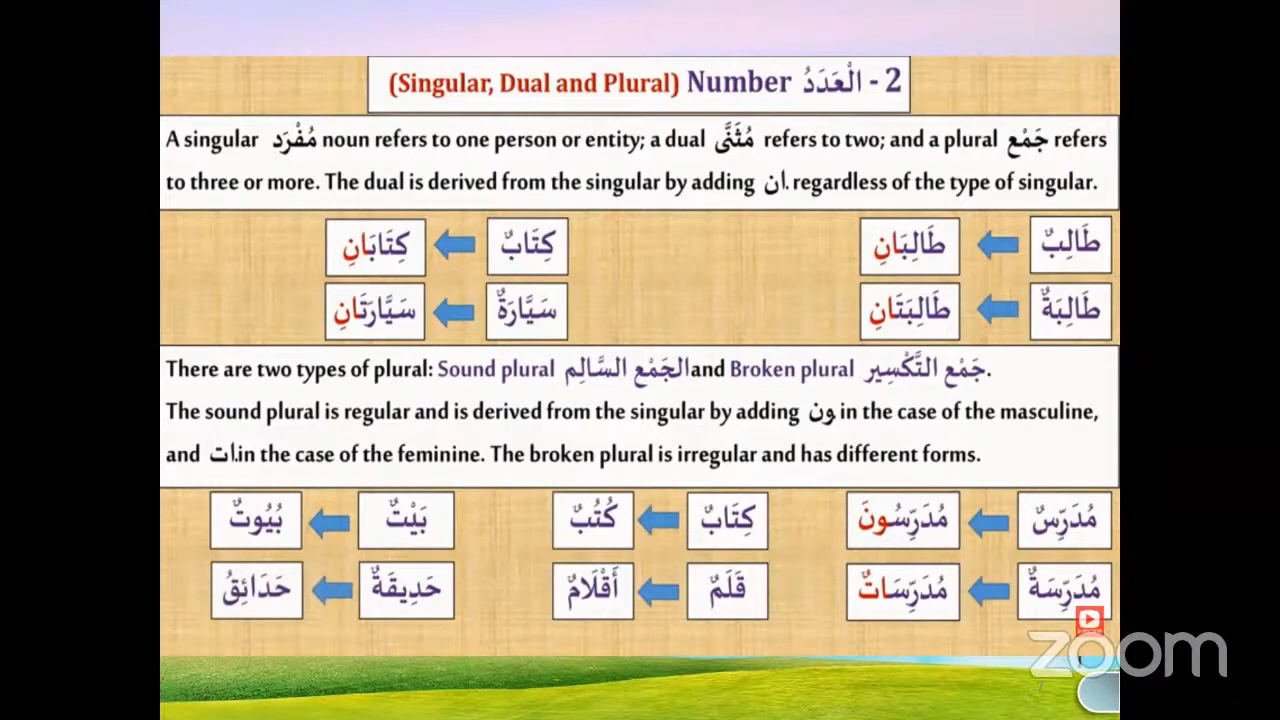 (Singular, Dual and Plural) Number الْعَدَدُ - 2
A singular مُفْرَد noun refers to one person or entity; a dual مُثَنَّى refers to two; and a plural جَمْع refers
to three or more. The dual is derived from the singular by adding ان. regardless of the type of singular.
طَالِبٌ طَالِبَانِ كِتَابٌ كِتَابَانِ
طَالِبَةٌ طَالِبَتَانِ سَيَّارَةٌ سَيَّارَتَانِ
There are two types of plural: Sound plural الجَمْع السَّالِم and Broken plural جَمْع التَّكْسِير.
The sound plural is regular and is derived from the singular by adding ون in the case of the masculine,
and ات in the case of the feminine. The broken plural is irregular and has different forms.
مُدَرِّسٌ مُدَرِّسُونَ كِتَابٌ كُتُبٌ بَيْتٌ بُيُوتٌ
مُدَرِّسَةٌ مُدَرِّسَاتٌ قَلَمٌ أَقْلَامٌ حَدِيقَةٌ حَدَائِقُ
zoom